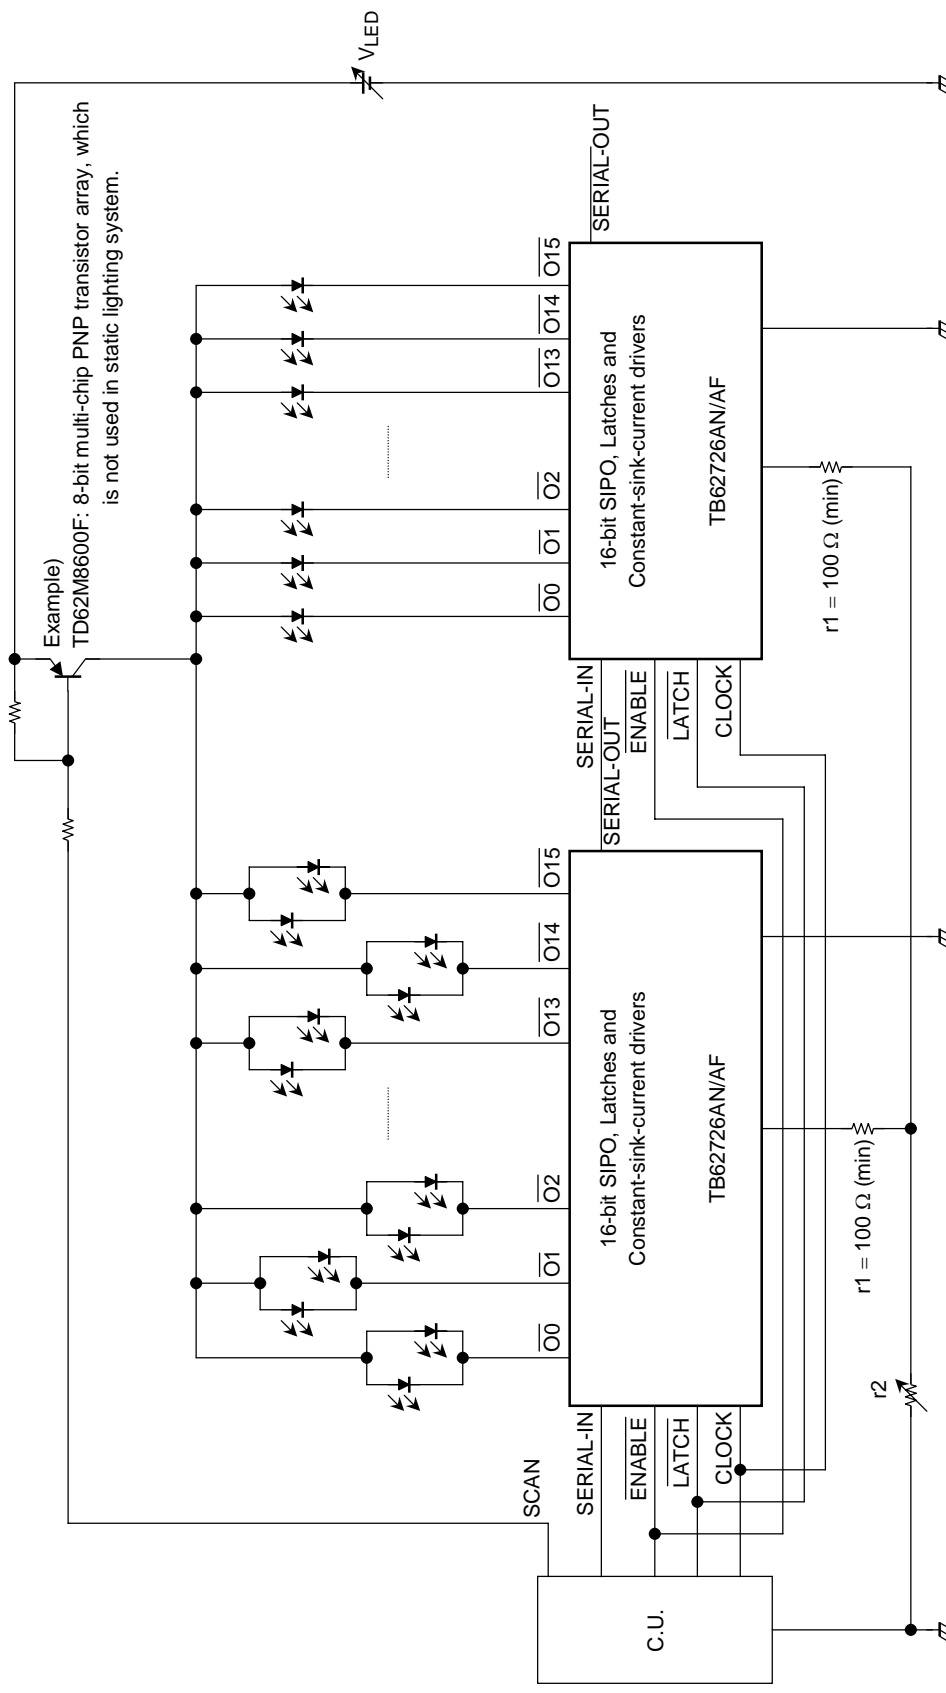 VLED
Example)
TD62M8600F: 8-bit multi-chip PNP transistor array, which
is not used in static lighting system.
SCAN
O0
O1
O2
O13
O14
O15
O0
O1
O2
O13
O14
O15
SERIAL-OUT
C.U.
SERIAL-IN
ENABLE
LATCH
CLOCK
16-bit SIPO, Latches and
Constant-sink-current drivers
TB62726AN/AF
SERIAL-IN
SERIAL-OUT
ENABLE
LATCH
CLOCK
16-bit SIPO, Latches and
Constant-sink-current drivers
TB62726AN/AF
r2
r1 = 100 Ω (min)
r1 = 100 Ω (min)